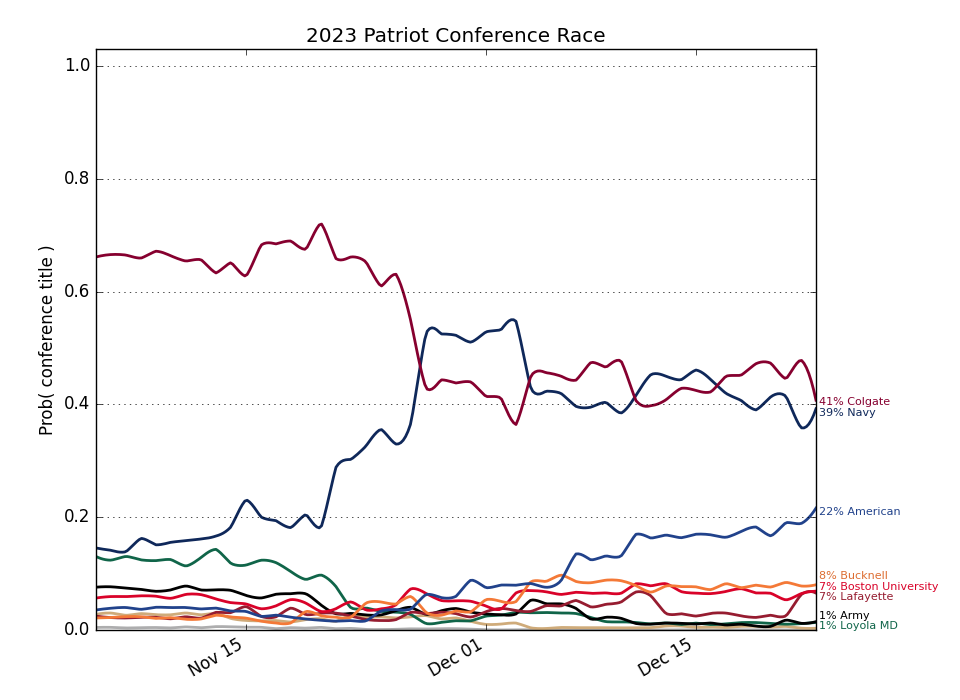 2023 Patriot Conference Race
Prob( conference title )
1.0
0.8
0.6
0.4
0.2
0.0
Nov 15
Dec 01
Dec 15
41% Colgate
39% Navy
22% American
8% Bucknell
7% Boston University
7% Lafayette
1% Army
1% Loyola MD